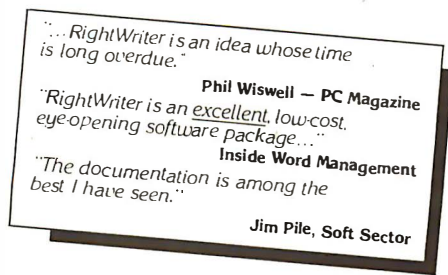 "...RightWriter is an idea whose time
is long overdue."
Phil Wiswell — PC Magazine
"RightWriter is an excellent, low-cost,
eye-opening software package..."
Inside Word Management
"The documentation is among the
best I have seen."
Jim Pile, Soft Sector